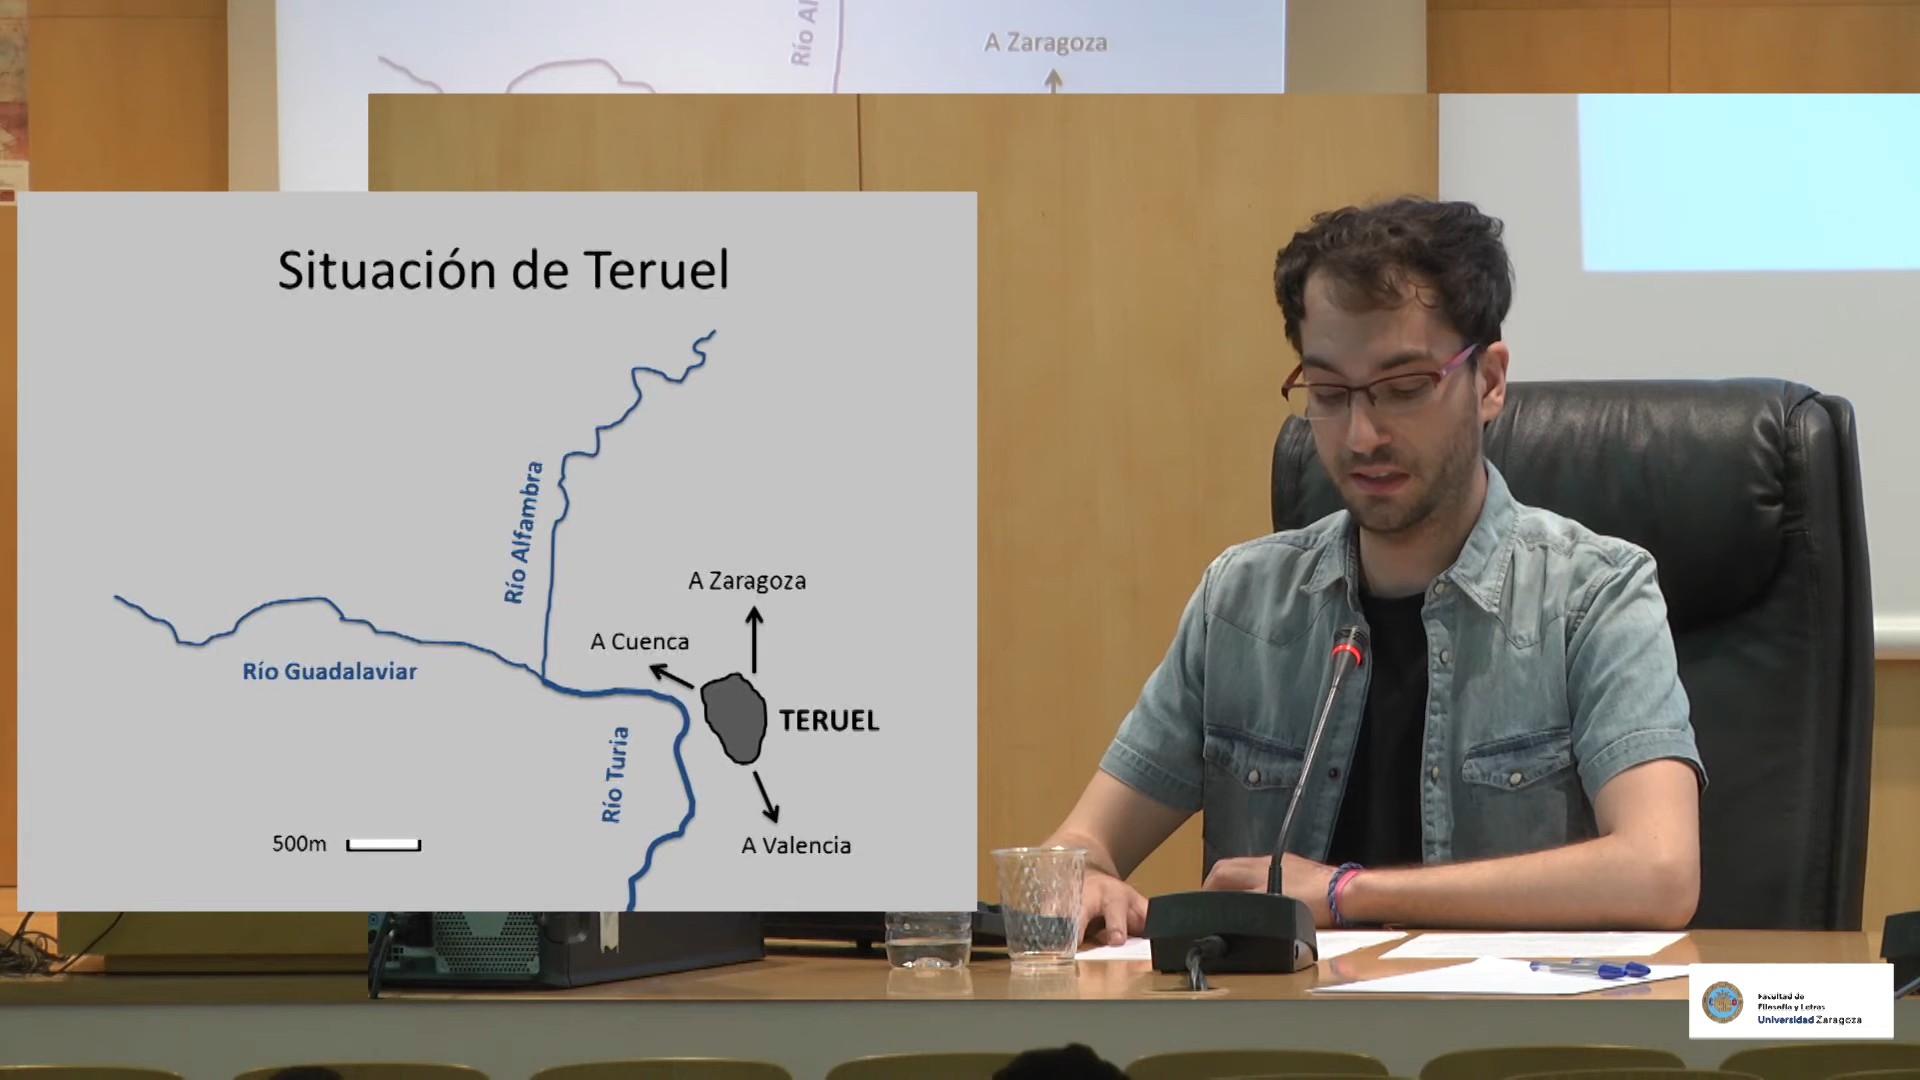 Río Al
A Zaragoza
Situación de Teruel
Río Alfambra
A Zaragoza
A Cuenca
Río Guadalaviar
TERUEL
Río Turia
500m
A Valencia
Facultad de
Filosofía y Letras
Universidad Zaragoza